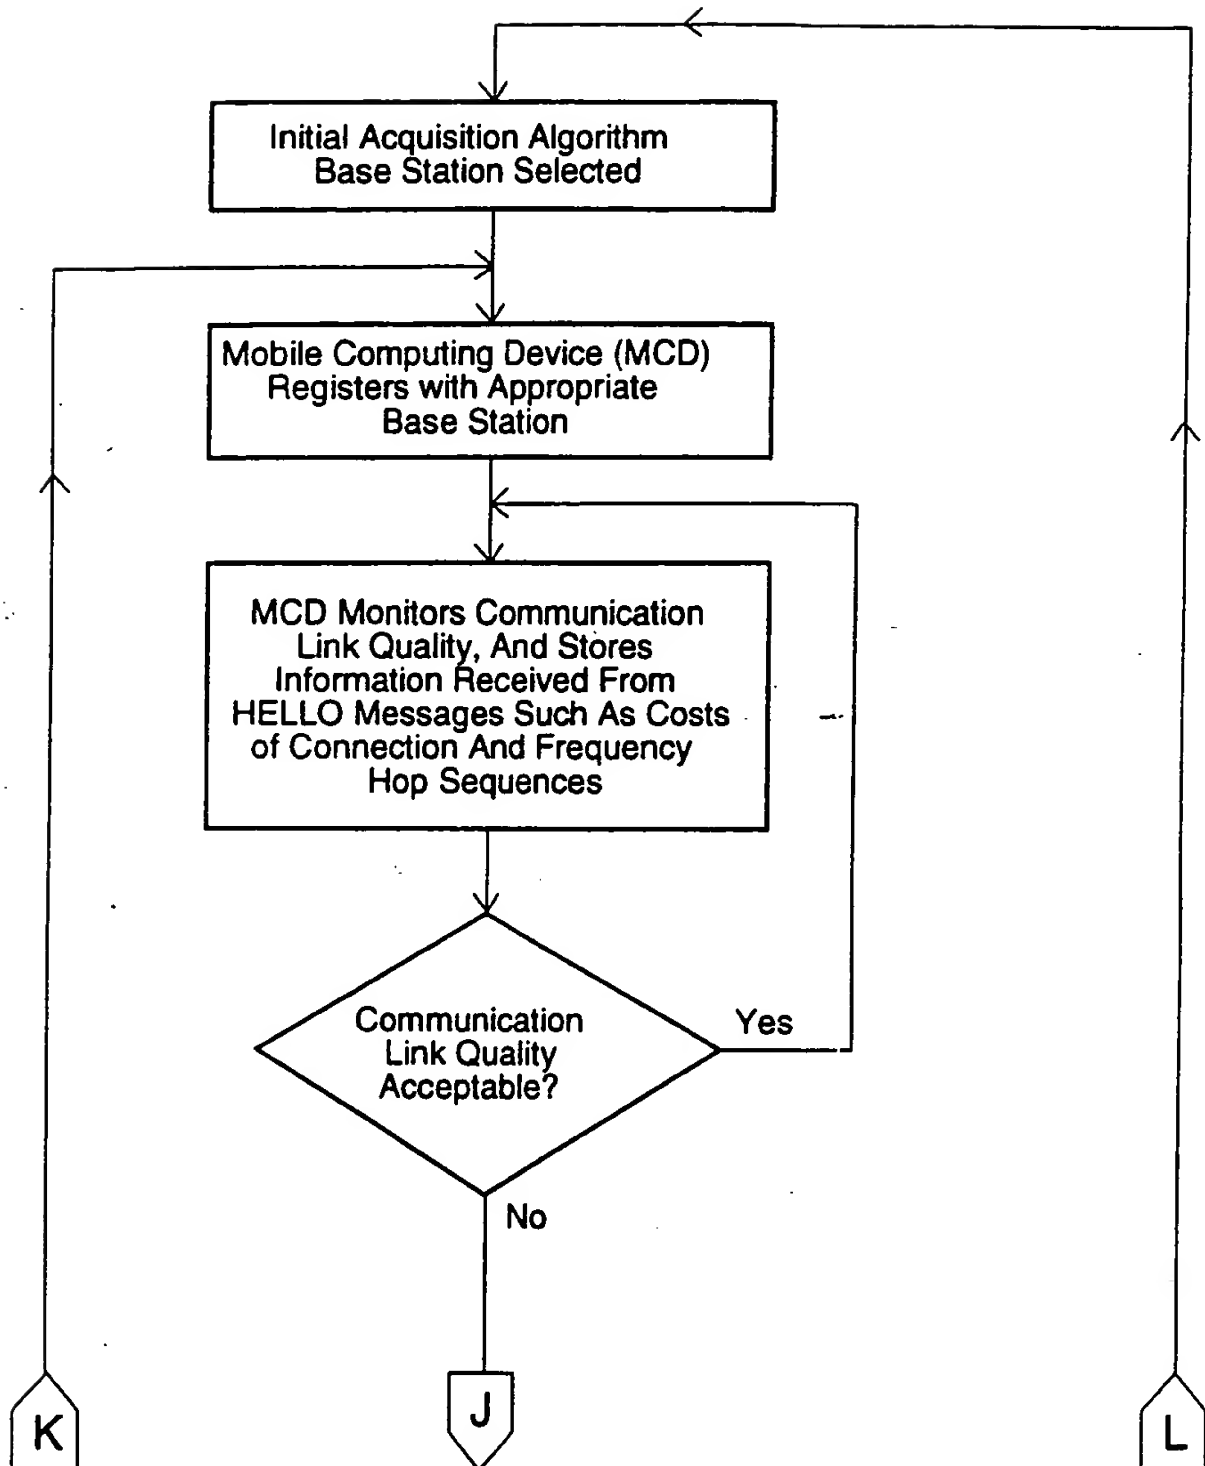 Initial Acquisition Algorithm
Base Station Selected
Mobile Computing Device (MCD)
Registers with Appropriate
Base Station
MCD Monitors Communication
Link Quality, And Stores
Information Received From
HELLO Messages Such As Costs
of Connection And Frequency
Hop Sequences
Communication
Link Quality
Acceptable?
Yes
No
K
J
L